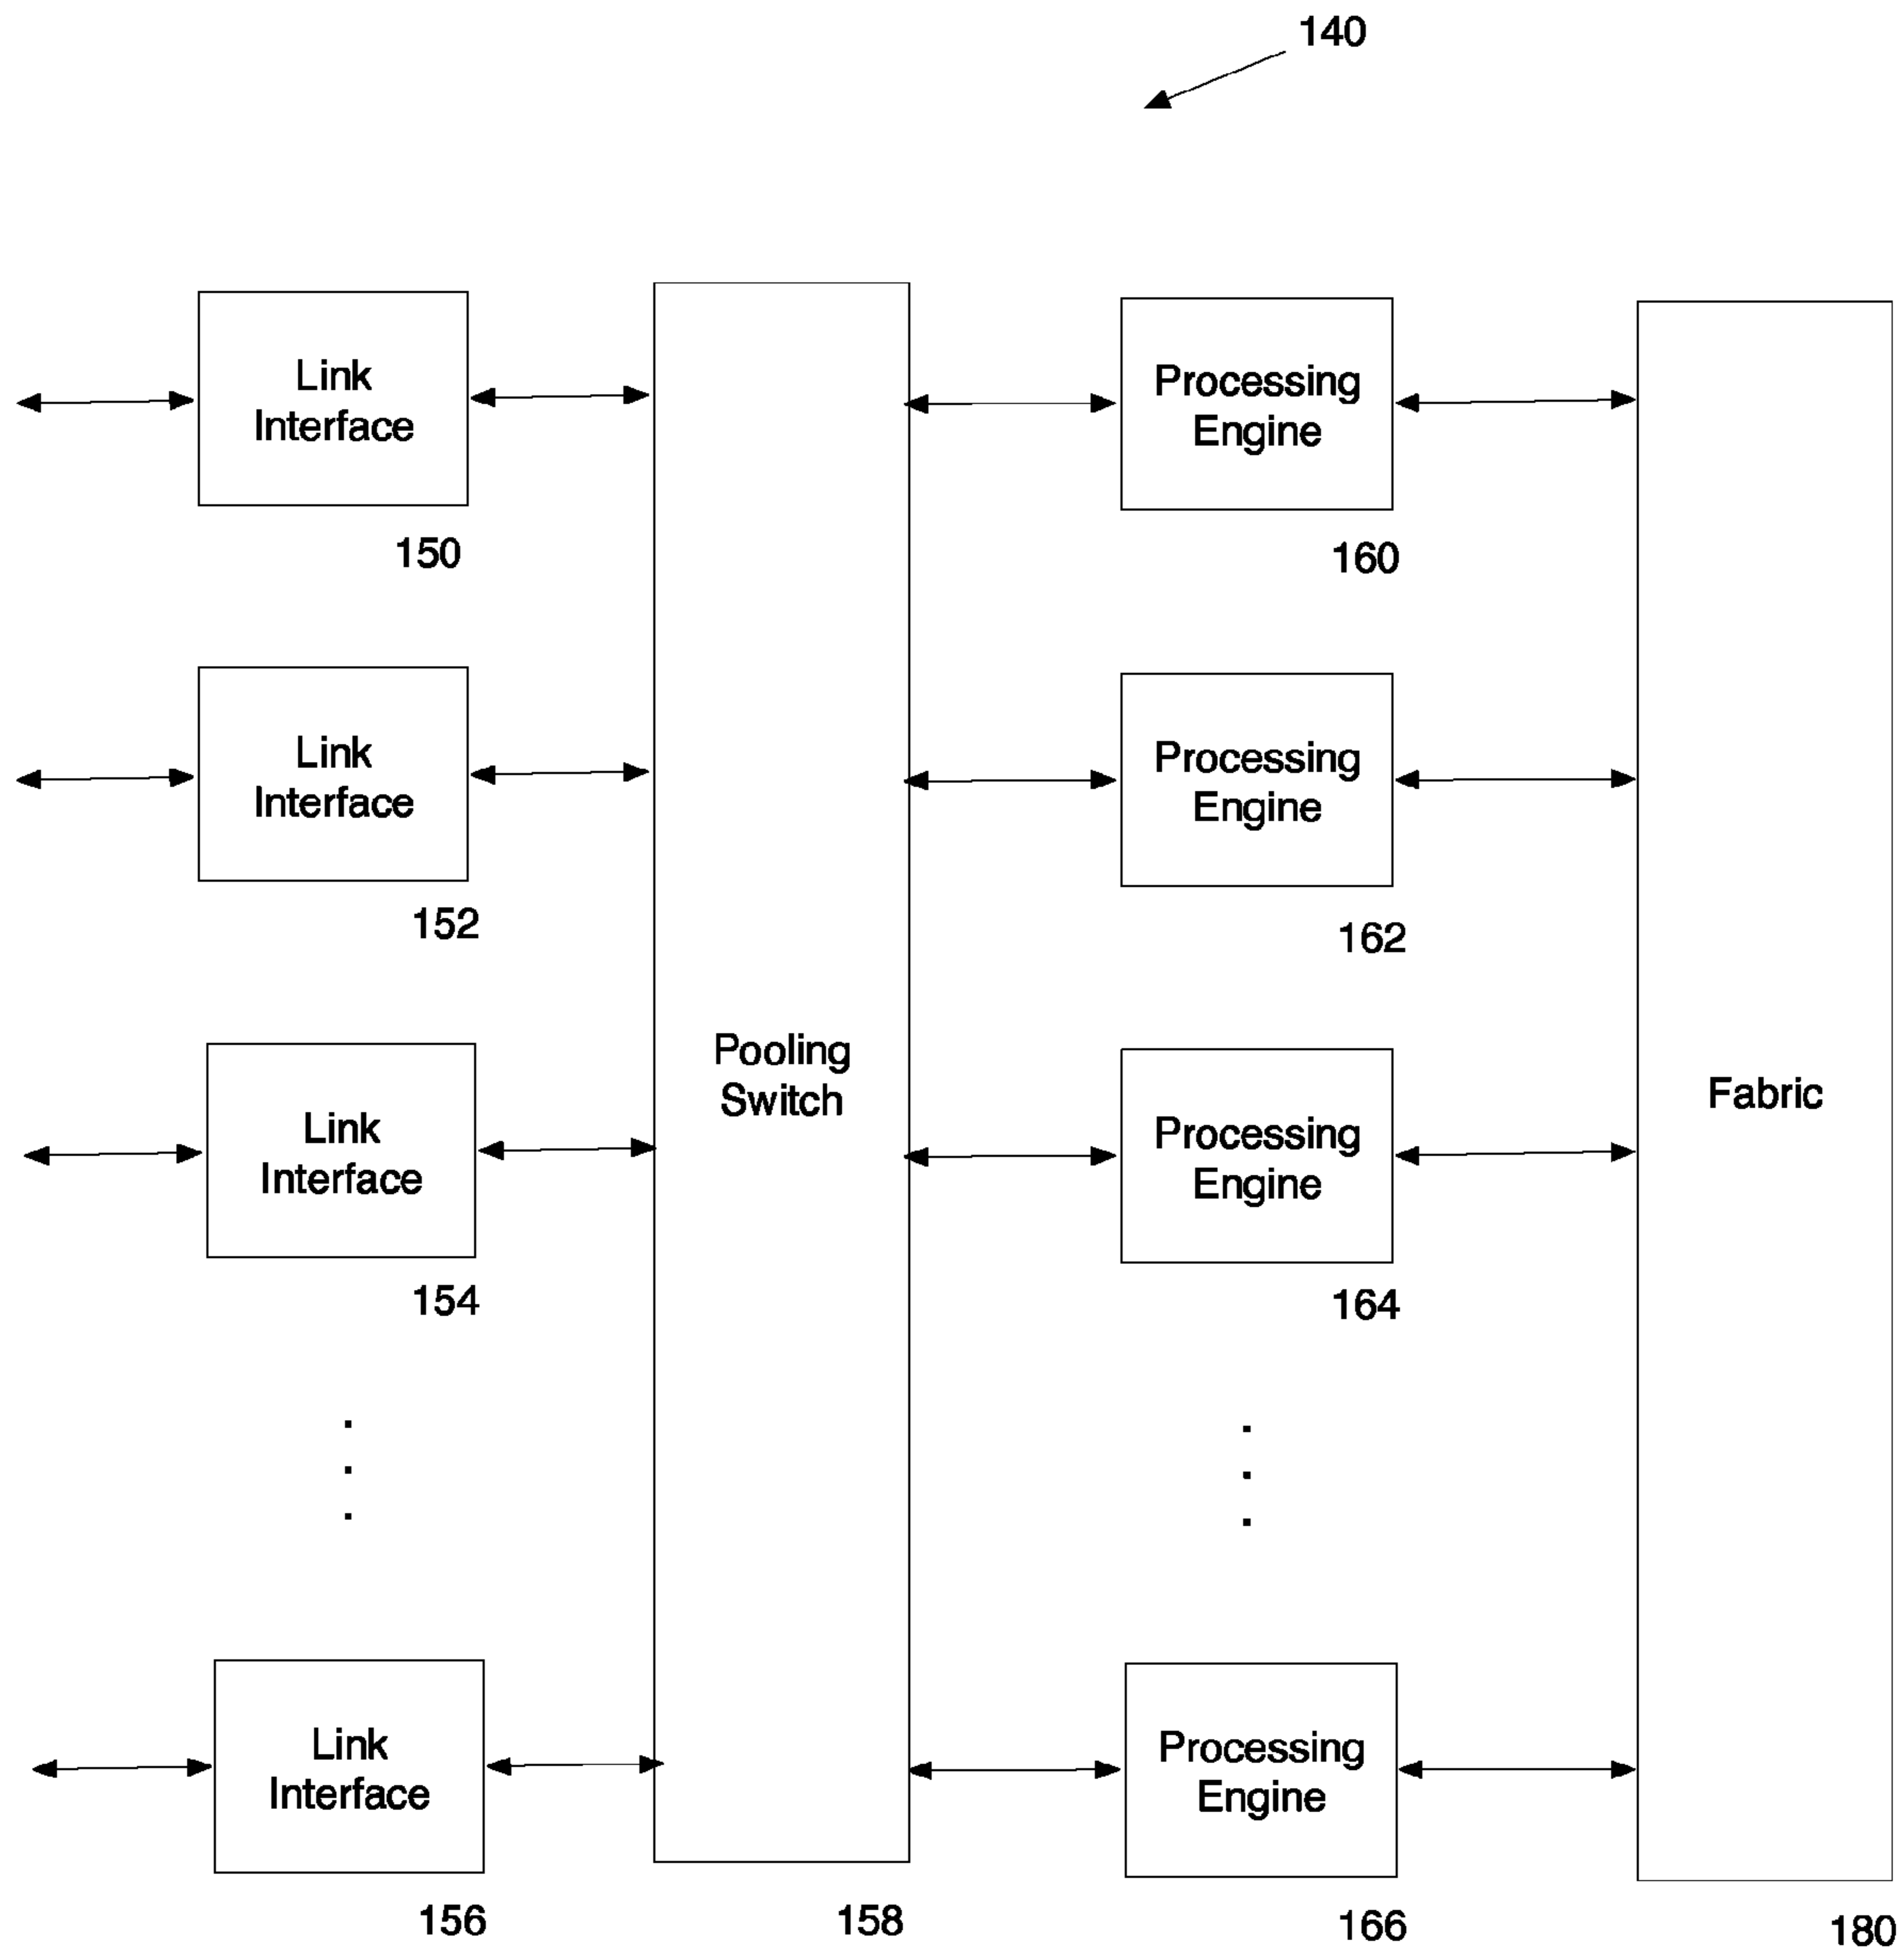 140
Link
Interface
150
Processing
Engine
160
Link
Interface
152
Processing
Engine
162
Pooling
Switch
Fabric
Link
Interface
154
Processing
Engine
164
Link
Interface
156
158
Processing
Engine
166
180